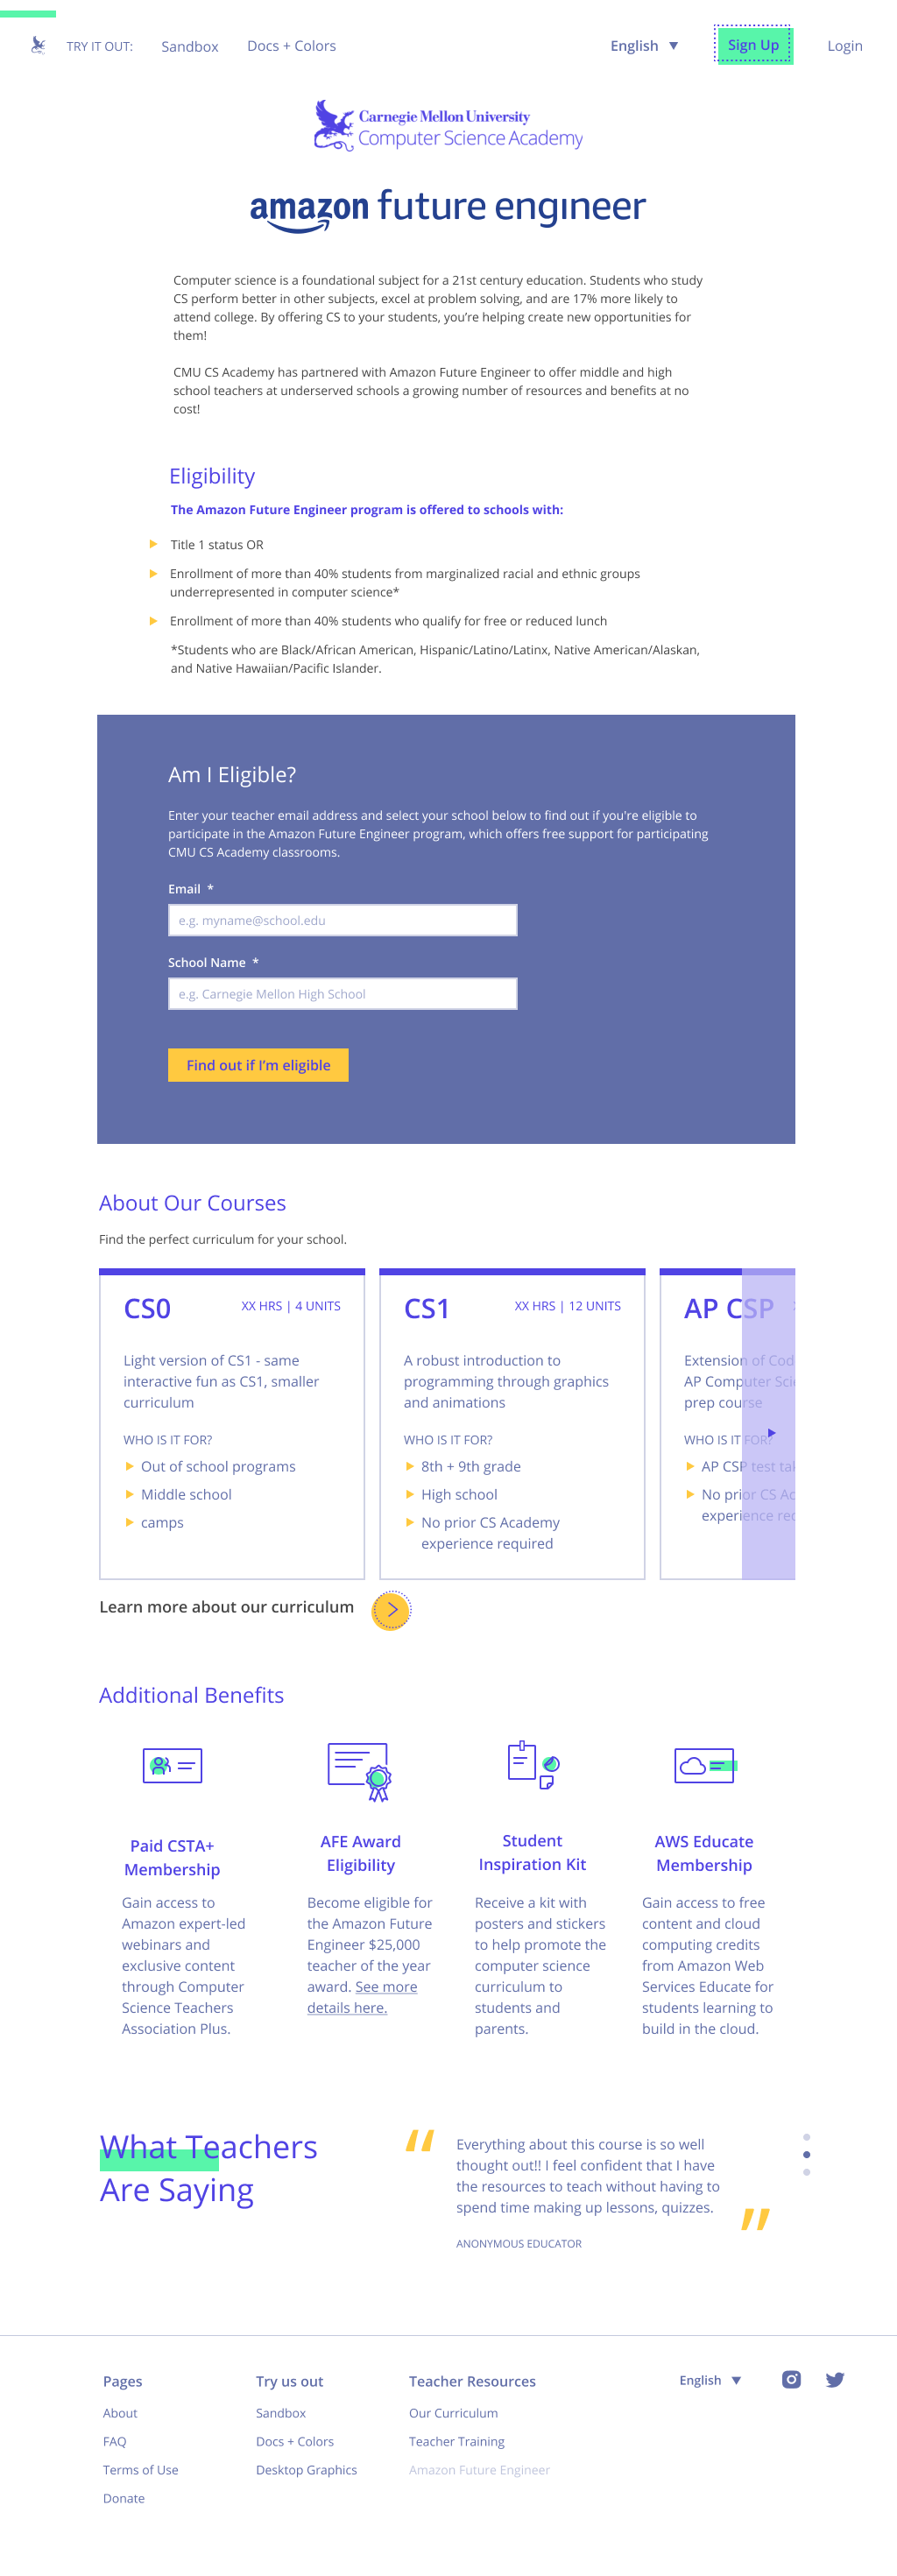 TRY IT OUT: Sandbox Docs + Colors English Sign Up Login
Carnegie Mellon University
Computer Science Academy
amazon future engineer
Computer science is a foundational subject for a 21st century education. Students who study
CS perform better in other subjects, excel at problem solving, and are 17% more likely to
attend college. By offering CS to your students, you’re helping create new opportunities for
them!
CMU CS Academy has partnered with Amazon Future Engineer to offer middle and high
school teachers at underserved schools a growing number of resources and benefits at no
cost!
Eligibility
The Amazon Future Engineer program is offered to schools with:
Title 1 status OR
Enrollment of more than 40% students from marginalized racial and ethnic groups
underrepresented in computer science*
Enrollment of more than 40% students who qualify for free or reduced lunch
*Students who are Black/African American, Hispanic/Latino/Latinx, Native American/Alaskan,
and Native Hawaiian/Pacific Islander.
Am I Eligible?
Enter your teacher email address and select your school below to find out if you're eligible to
participate in the Amazon Future Engineer program, which offers free support for participating
CMU CS Academy classrooms.
Email *
e.g. myname@school.edu
School Name *
e.g. Carnegie Mellon High School
Find out if I’m eligible
About Our Courses
Find the perfect curriculum for your school.
CS0 XX HRS | 4 UNITS
Light version of CS1 - same
interactive fun as CS1, smaller
curriculum
WHO IS IT FOR?
Out of school programs
Middle school
camps
CS1 XX HRS | 12 UNITS
A robust introduction to
programming through graphics
and animations
WHO IS IT FOR?
8th + 9th grade
High school
No prior CS Academy
experience required
AP CSP
Extension of Cod
AP Computer Sci
prep course
WHO IS IT FOR?
AP CSP test ta
No prior CS Ac
experience rec
Learn more about our curriculum
Additional Benefits
Paid CSTA+
Membership
Gain access to
Amazon expert-led
webinars and
exclusive content
through Computer
Science Teachers
Association Plus.
AFE Award
Eligibility
Become eligible for
the Amazon Future
Engineer $25,000
teacher of the year
award. See more
details here.
Student
Inspiration Kit
Receive a kit with
posters and stickers
to help promote the
computer science
curriculum to
students and
parents.
AWS Educate
Membership
Gain access to free
content and cloud
computing credits
from Amazon Web
Services Educate for
students learning to
build in the cloud.
What Teachers
Are Saying
“
Everything about this course is so well
thought out!! I feel confident that I have
the resources to teach without having to
spend time making up lessons, quizzes.
”
ANONYMOUS EDUCATOR
Pages
About
FAQ
Terms of Use
Donate
Try us out
Sandbox
Docs + Colors
Desktop Graphics
Teacher Resources
Our Curriculum
Teacher Training
Amazon Future Engineer
English